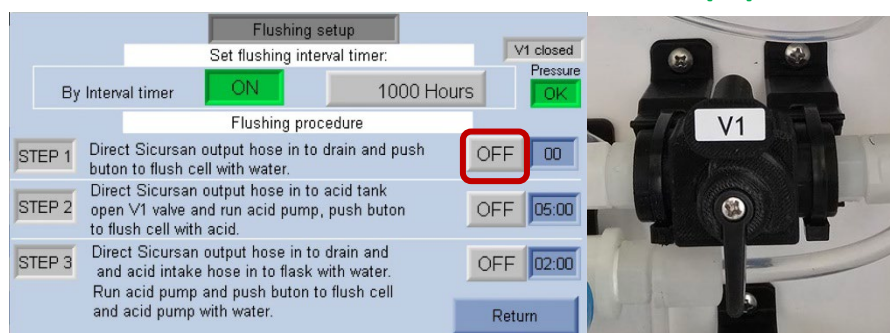 Flushing setup
Set flushing interval timer:
V1 closed
Pressure
By Interval timer ON 1000 Hours OK
Flushing procedure
STEP 1 Direct Sicursan output hose in to drain and push OFF 00
buton to flush cell with water.
STEP 2 Direct Sicursan output hose in to acid tank
open V1 valve and run acid pump, push buton OFF 05:00
to flush cell with acid.
STEP 3 Direct Sicursan output hose in to drain and OFF 02:00
and acid intake hose in to flask with water.
Run acid pump and push buton to flush cell
and acid pump with water.
Return
V1